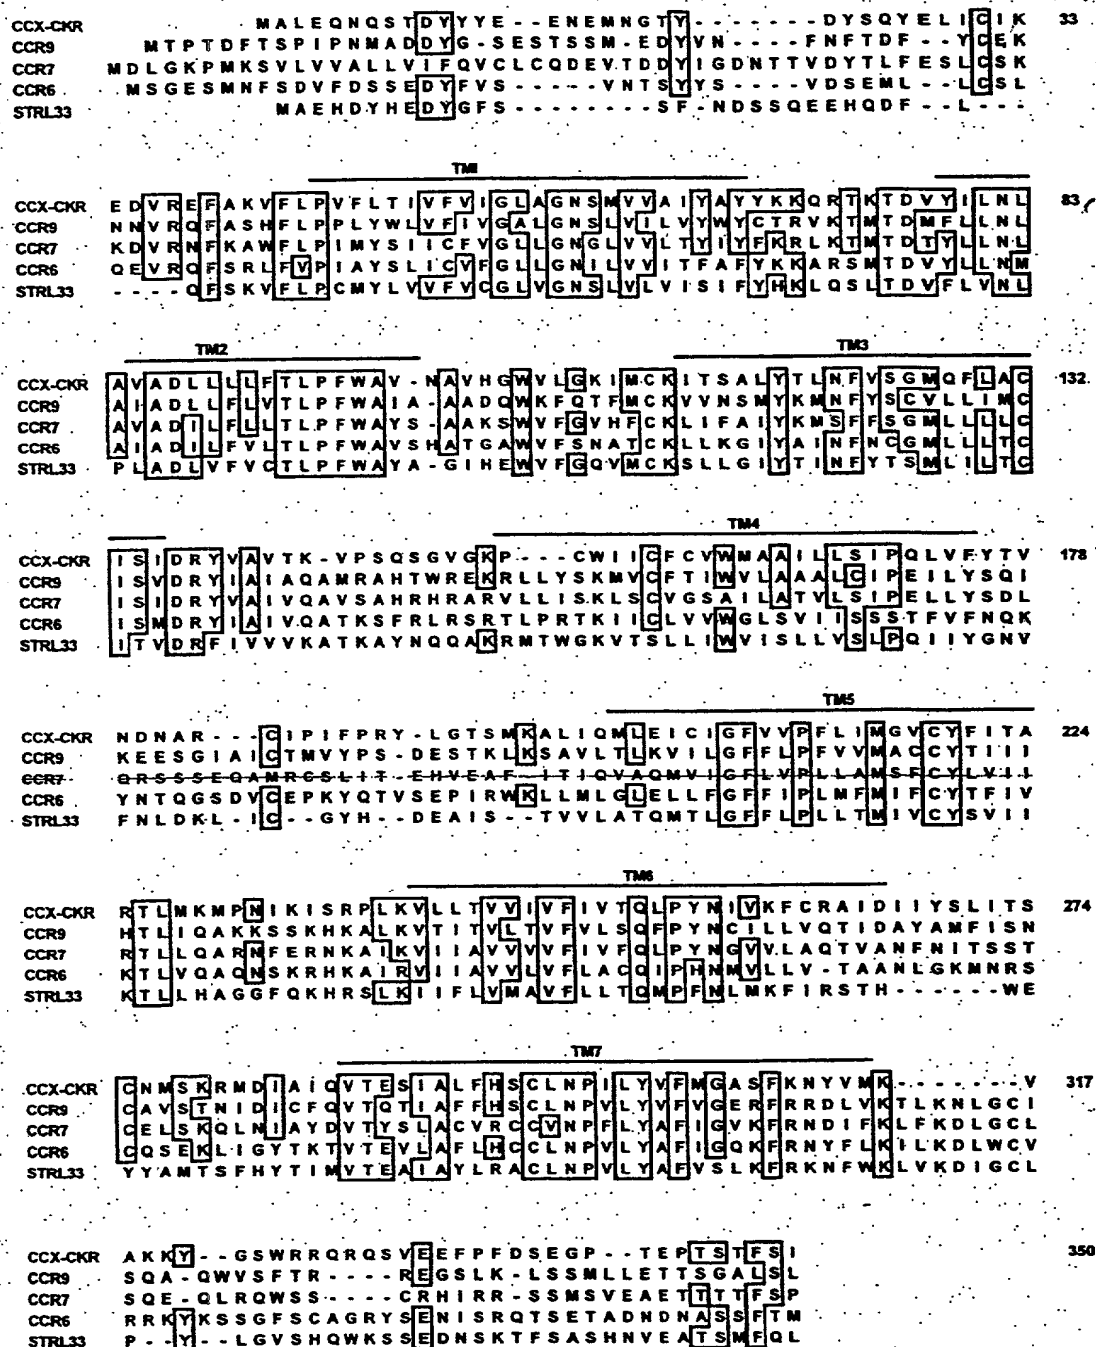 CCX-CKR MALEQNQSTDYYYE--ENEMNGTY-------DYSQYELICIK 33
CCR9 MTPTDFTSPIPNMADDYG-SESTSSM-EDYVN----FNFTDF--YCEK
CCR7 MDLGKPMKSVLVVALLVIFQVCLCQDEVTDDYIGDNTTVDYTLFESLCSK
CCR6 MSGESMNFSDVFDSSEDYFVS-----VNTSYYS-----VDSEML--LCSL
STRL33 MAEHDYHEDYGFS--------SF-NDSSQEEHQDF--L---
TM1
CCX-CKR EDVREFAKVFLPVFLTIVFVIGLAGNSMVVAIYAYYKKQRTKTDVYILNL 83
CCR9 NNVRQFASHFLPPLYWLVFIVGALGNSLVILVYWYCTRVKTMTDMFLLNL
CCR7 KDVRNFKAWFLPIMYSIICFVGLLGNGLVVLTYIYFKRLKTMTDTYLLNL
CCR6 QEVRQFSRLFVPIAYSLICVFGLLGNILVVITFAFYKKARSMTDVYLLNM
STRL33 ----QFSKVFLPCMYLVVFVCGLVGNSLVLVISIFYHKLQSLTDVFLVNL
TM2 TM3
CCX-CKR AVADLLLLFTLPFWAV-NAVHGWVLGKIMCKITSALYTLNFVSGMQFLAC 132
CCR9 AIADLLFLVTLPFWAIA-AADQWKFQTFMCKVVNSMYKMNFYSCVLLIMC
CCR7 AVADILFLLTLPFWAYS-AAKSWVFGVHFCKLIFAIYKMSFFSGMLLLLC
CCR6 AIADILFVLTLPFWAVSHATGAWVFSNATCKLLKGIYAINFNCGMLLLTC
STRL33 PLADLVFVCTLPFWAYA-GIHEWVFGQVMCKSLLGIYTINFYTSMLILTC
TM4
CCX-CKR ISIDRYVAVTK-VPSQSGVGKP---CWIICFCVWMAAILLSIPQLVFYTV 178
CCR9 ISVDRYIAIAQAMRAHTWREKRLLYSKMVCFTIWVLAAALCIPEILYSQI
CCR7 ISIDRYVAIVQAVSAHRHRARVLLISKLSCVGSAILATVLSIPELLYSDL
CCR6 ISMDRYIAIVQATKSFRLRSRTLPRTKIICLVVWGLSVIISSSTFVFNQK
STRL33 ITVDRFIVVVKATKAYNQQAKRMTWGKVTSLLIWVISLLVSLPQIIYGNV
TM5
CCX-CKR NDNAR---CIPIFPRY-LGTSMKALIQMLEICIGFVVPFLIMGVCYFITA 224
CCR9 KEESGIAICTMVYPS-DESTKLKSAVLTLKVILGFFLPFVVMACCYTIII
CCR7 QRSSSEQAMRCSLIT-EHVEAF-ITIQVAQMVIGFLVPLLAMSFCYLVII
CCR6 YNTQGSDVCEPKYQTVSEPIRWKLLMLGLELLFGFFIPLMFMIFCYTFIV
STRL33 FNLDKL-IC--GYH--DEAIS--TVVLATQMTLGFFLPLLTMIVCYSVII
TM6
CCX-CKR RTLMKMPNIKISRPLKVLLTVVIVFIVTQLPYNIVKFCRAIDIIYSLITS 274
CCR9 HTLIQAKKSSKHKALKVTITVLTVFVLSQFPYNCILLVQTIDAYAMFISN
CCR7 RTLLQARNFERNKAIKVIIAVVVVFIVFQLPYNGVVLAQTVANFNITSST
CCR6 KTLVQAQNSKRHKAIRVIIAVVLVFLACQIPHNMVLLV-TAANLGKMNRS
STRL33 KTLLHAGGFQKHRSLKIIFLVMAVFLLTQMPFNLMKFIRSTH------WE
TM7
CCX-CKR CNMSKRMDIAIQVTESIALFHSCLNPILYVFMGASFKNYVMK-------V 317
CCR9 CAVSTNIDICFQVTQTIAFFHSCLNPVLYVFVGERFRRDLVKTLKNLGCI
CCR7 CELSKQLNIAYDVTYSLACVRCCVNPFLYAFIGVKFRNDIFKLFKDLGCL
CCR6 CQSEKLIGYTKTVTEVLAFLHCCLNPVLYAFIGQKFRNYFLKILKDLWCV
STRL33 YYAMTSFHYTIMVTEAIAYLRACLNPVLYAFVSLKFRKNFWKLVKDIGCL
CCX-CKR AKKY--GSWRRQRQSVEEFPFDSEGP--TEPTSTFSI 350
CCR9 SQA-QWVSFTR----REGSLK-LSSMLLETTSGALSL
CCR7 SQE-QLRQWSS----CRHIRR-SSMSVEAETTTTFSP
CCR6 RRKYKSSGFSCAGRYSENISRQTSETADNDNASSFTM
STRL33 P--Y--LGVSHQWKSSEDNSKTFSASHNVEATSMFQL